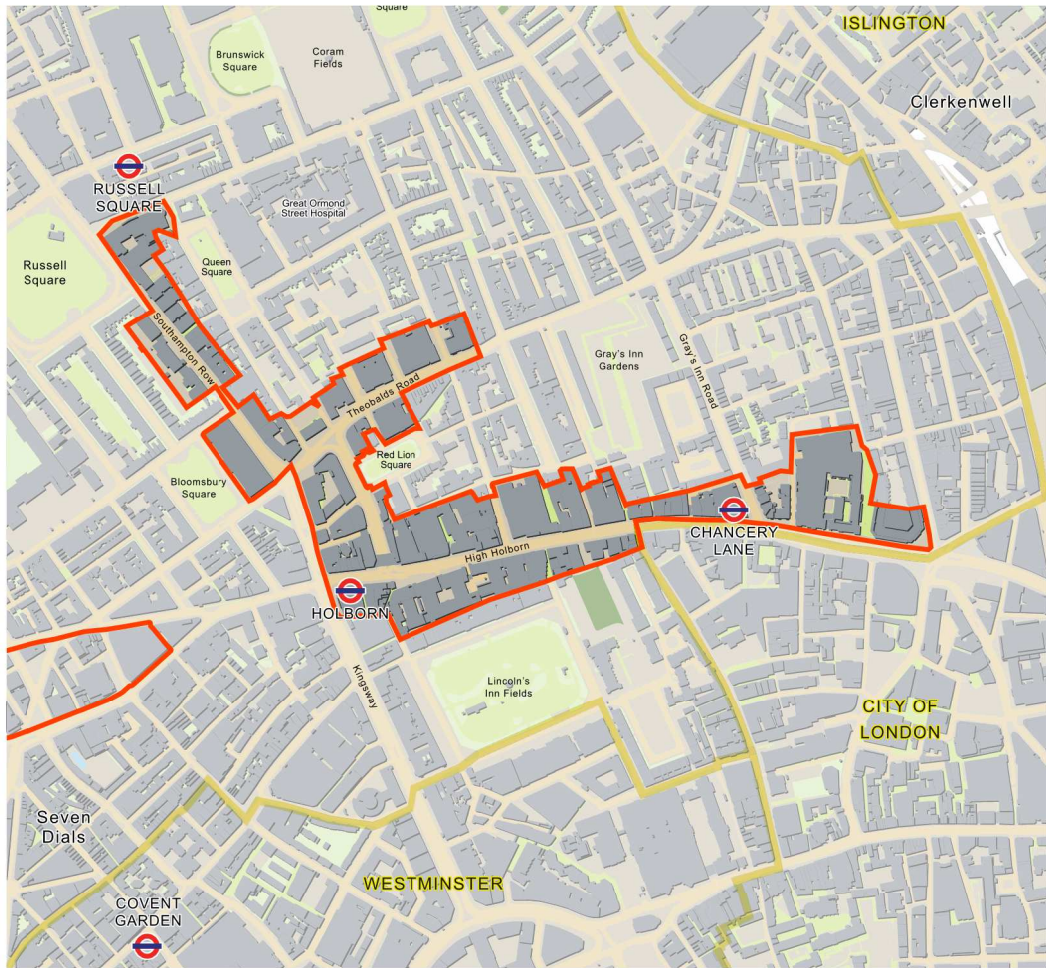 Square
ISLINGTON
Brunswick
Square
Coram
Fields
Clerkenwell
RUSSELL
SQUARE
Great Ormond
Street Hospital
Russell
Square
Queen
Square
Southampton Row
Theobalds Road
Gray's Inn
Gardens
Gray's Inn Road
Red Lion
Square
Bloomsbury
Square
CHANCERY
LANE
High Holborn
HOLBORN
Kingsway
Lincoln's
Inn Fields
CITY OF
LONDON
Seven
Dials
WESTMINSTER
COVENT
GARDEN